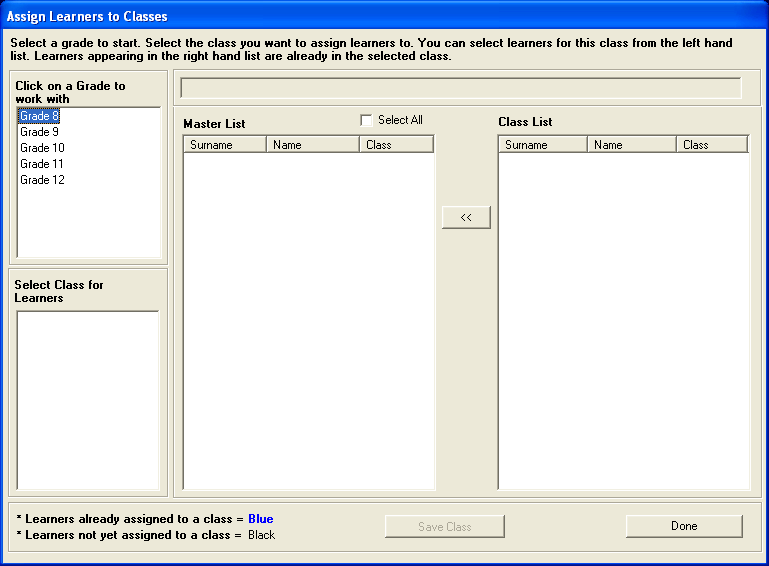 Assign Learners to Classes
Select a grade to start. Select the class you want to assign learners to. You can select learners for this class from the left hand
list. Learners appearing in the right hand list are already in the selected class.
Click on a Grade to
work with
Grade 8
Grade 9
Grade 10
Grade 11
Grade 12
Select Class for
Learners
Master List
Select All
Surname Name Class
<<
Class List
Surname Name Class
* Learners already assigned to a class = Blue
* Learners not yet assigned to a class = Black
Save Class
Done